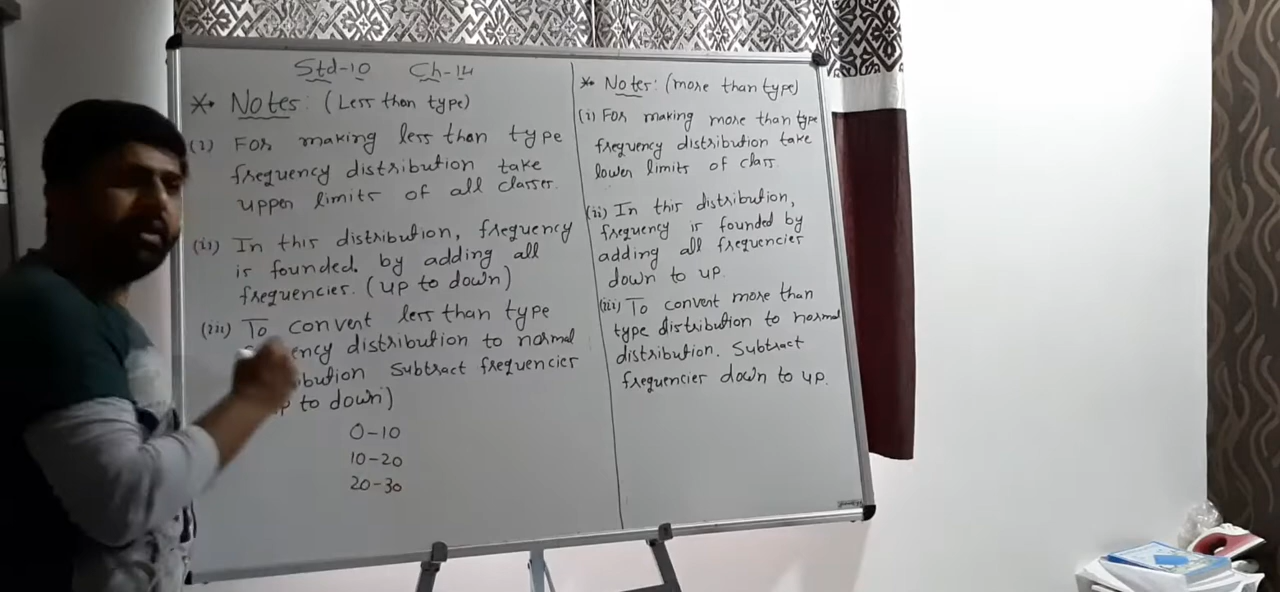 Std-10 Ch-14
* Notes: (Less than type)
(i) For making less than type
frequency distribution take
upper limits of all classes.
(ii) In this distribution, frequency
is founded by adding all
frequencies. (up to down)
(iii) To convert less than type
ency distribution to normal
ibution Subtract frequencies
p to down)
0-10
10-20
20-30
* Notes: (more than type)
(i) For making more than type
frequency distribution take
lower limits of class.
(ii) In this distribution,
frequency is founded by
adding all frequencies
down to up.
(iii) To convert more than
type distribution to normal
distribution. Subtract
frequencies down to up.